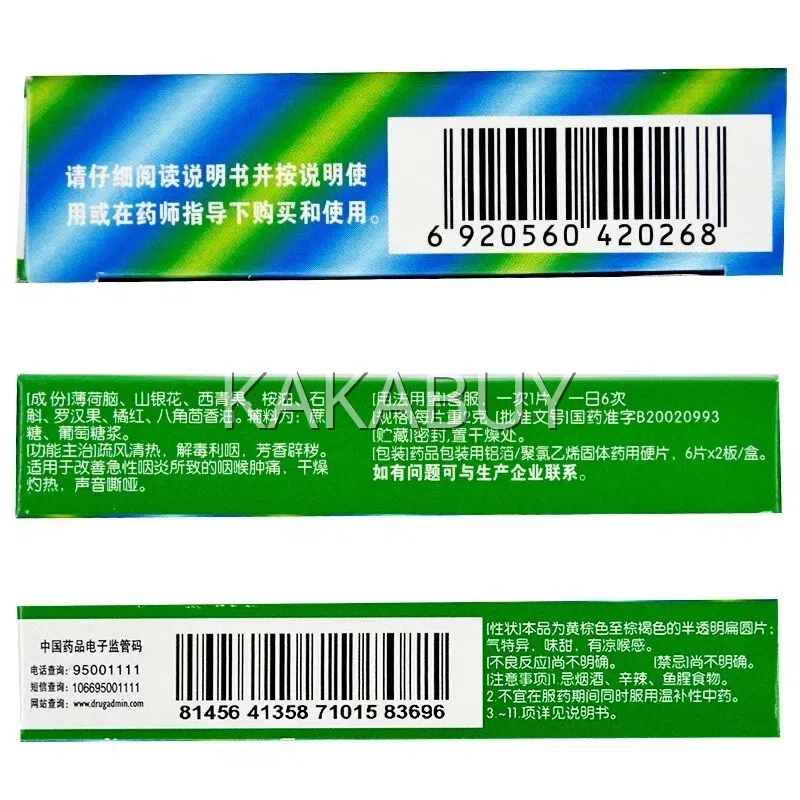 请仔细阅读说明书并按说明使
用或在药师指导下购买和使用。
6 920560 420268
KAKABUY
[成份]薄荷脑、山银花、西青果、桉油、石
斛、罗汉果、橘红、八角茴香油。辅料为：蔗
糖、葡萄糖浆。
[功能主治]疏风清热，解毒利咽，芳香辟秽。
适用于改善急性咽炎所致的咽喉肿痛，干燥
灼热，声音嘶哑。
[用法用量]含服，一次1片，一日6次
[规格]每片重2克[批准文号]国药准字B20020993
[贮藏]密封，置干燥处。
[包装]药品包装用铝箔/聚氯乙烯固体药用硬片，6片x2板/盒。
如有问题可与生产企业联系。
中国药品电子监管码
电话查询：95001111
短信查询：106695001111
网站查询：www.drugadmin.com
81456 41358 71015 83696
[性状]本品为黄棕色至棕褐色的半透明扁圆片；
气特异，味甜，有凉喉感。
[不良反应]尚不明确。 [禁忌]尚不明确。
[注意事项]1.忌烟酒、辛辣、鱼腥食物。
2.不宜在服药期间同时服用温补性中药。
3.~11.项详见说明书。